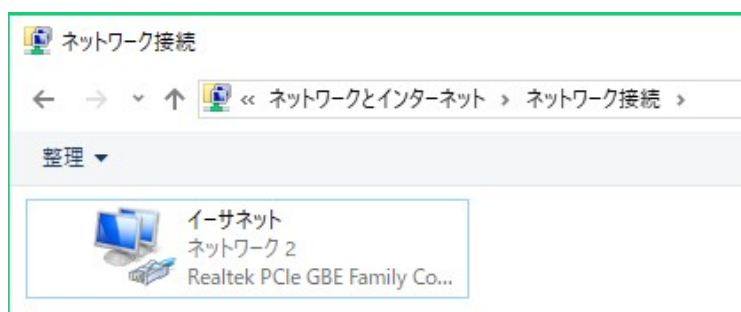 ネットワーク接続
« ネットワークとインターネット › ネットワーク接続 ›
整理 ▼
イーサネット
ネットワーク 2
Realtek PCIe GBE Family Co...